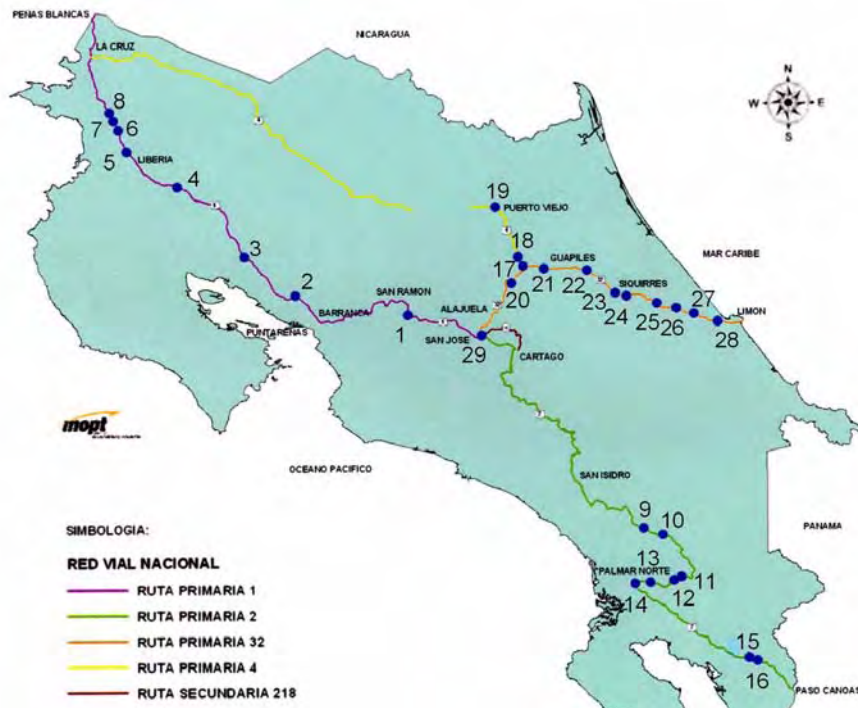 PEÑAS BLANCAS
NICARAGUA
LA CRUZ
N
W
E
S
8
7
6
5
LIBERIA
4
19
PUERTO VIEJO
3
18
MAR CARIBE
17
GUAPILES
2
SAN RAMON
21
22
SIQUIRRES
20
23
27
LIMON
BARRANCA
ALAJUELA
24
25
26
PUNTARENAS
1
SAN JOSE
28
29
CARTAGO
mopt
OCEANO PACIFICO
SAN ISIDRO
9
10
PANAMA
SIMBOLOGIA:
RED VIAL NACIONAL
13
PALMAR NORTE
11
12
14
RUTA PRIMARIA 1
RUTA PRIMARIA 2
RUTA PRIMARIA 32
15
RUTA PRIMARIA 4
16
RUTA SECUNDARIA 218
PASO CANOAS